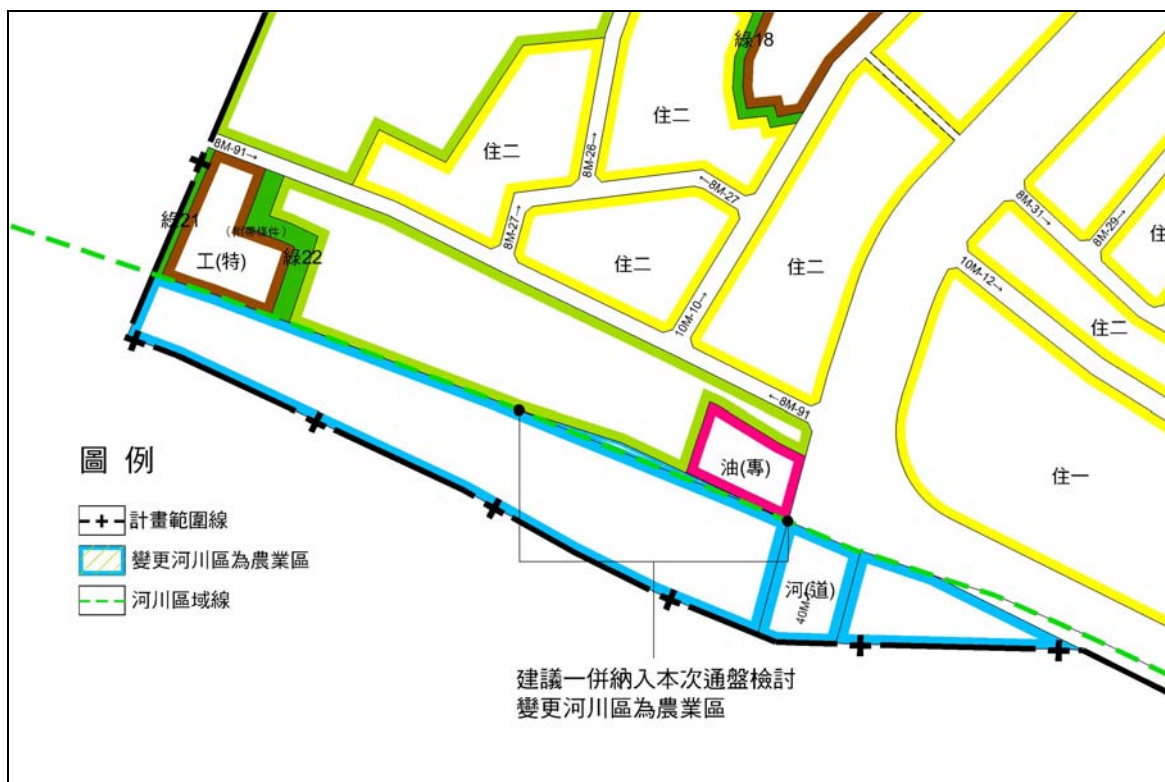 綠18
住二
住二
8M-91→
8M-26→
←8M-27
8M-31→
8M-29→
綠21
(附帶條件)
8M-27→
住二
住二
住
工(特)
綠22
10M-10→
10M-12→
住二
←8M-91
圖 例
油(專)
住一
計畫範圍線
變更河川區為農業區
河(道)
40M
河川區域線
建議一併納入本次通盤檢討
變更河川區為農業區